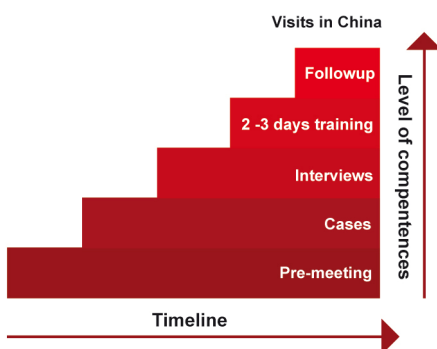 Visits in China
Followup
2 -3 days training
Interviews
Cases
Pre-meeting
Timeline
Level of compentences